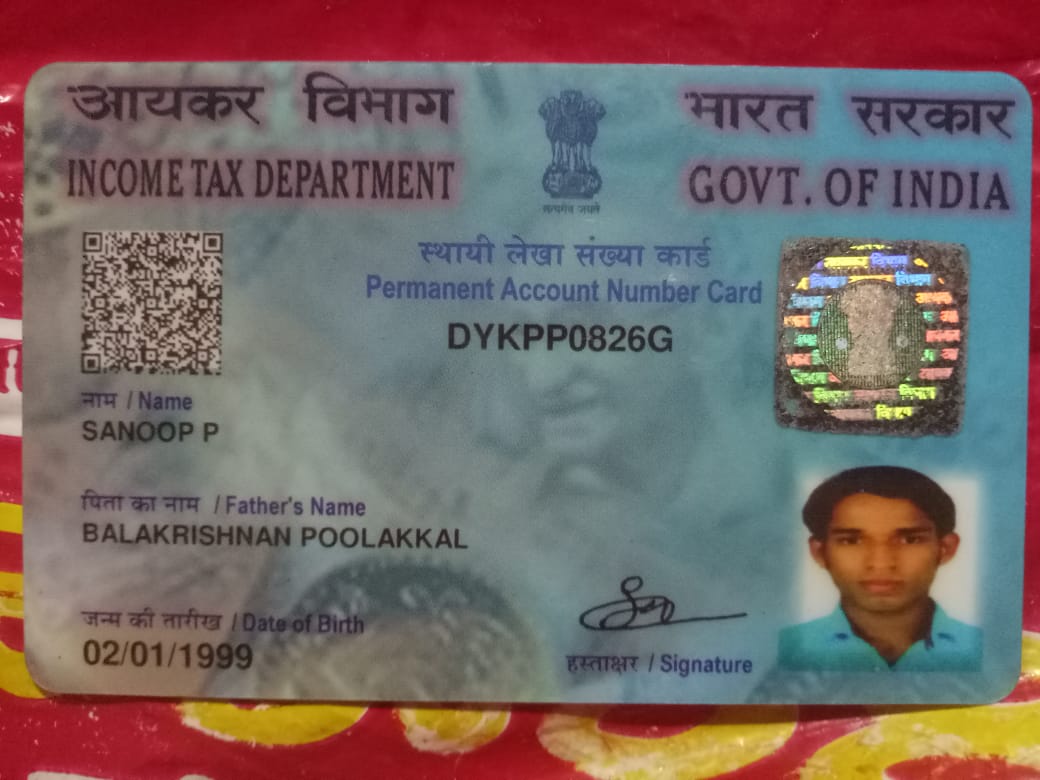 आयकर विभाग
INCOME TAX DEPARTMENT
भारत सरकार
GOVT. OF INDIA
सत्यमेव जयते
स्थायी लेखा संख्या कार्ड
Permanent Account Number Card
DYKPP0826G
नाम / Name
SANOOP P
पिता का नाम / Father's Name
BALAKRISHNAN POOLAKKAL
जन्म की तारीख / Date of Birth
02/01/1999
हस्ताक्षर / Signature